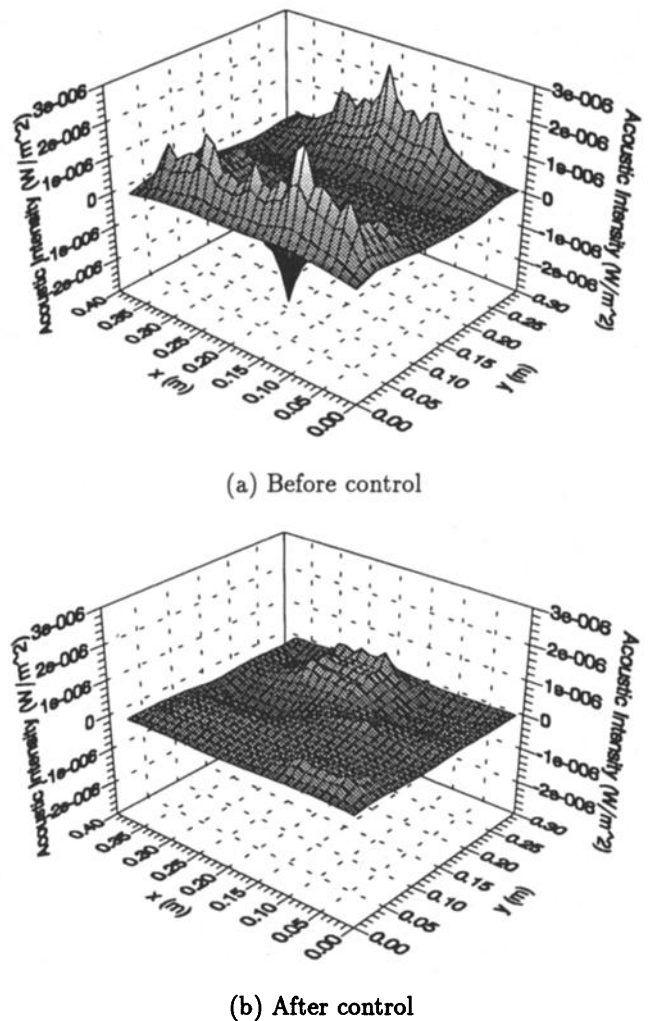 3e-006
2e-006
1e-006
0
-1e-006
-2e-006
Acoustic Intensity (W/m^2)
3e-006
2e-006
1e-006
0
-1e-006
-2e-006
Acoustic Intensity (W/m^2)
0.40
0.35
0.30
0.25
0.20
0.15
0.10
0.05
0.00
x (m)
0.30
0.25
0.20
0.15
0.10
0.05
0.00
y (m)
(a) Before control
3e-006
2e-006
1e-006
0
-1e-006
-2e-006
Acoustic Intensity (W/m^2)
3e-006
2e-006
1e-006
0
-1e-006
-2e-006
Acoustic Intensity (W/m^2)
0.40
0.35
0.30
0.25
0.20
0.15
0.10
0.05
0.00
x (m)
0.30
0.25
0.20
0.15
0.10
0.05
0.00
y (m)
(b) After control